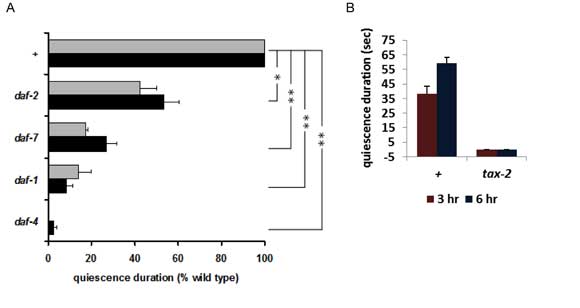 A
+
daf-2
daf-7
daf-1
daf-4
*
**
**
**
0 20 40 60 80 100
quiescence duration (% wild type)
B
quiescence duration (sec)
75
65
55
45
35
25
15
5
-5
+ tax-2
3 hr 6 hr